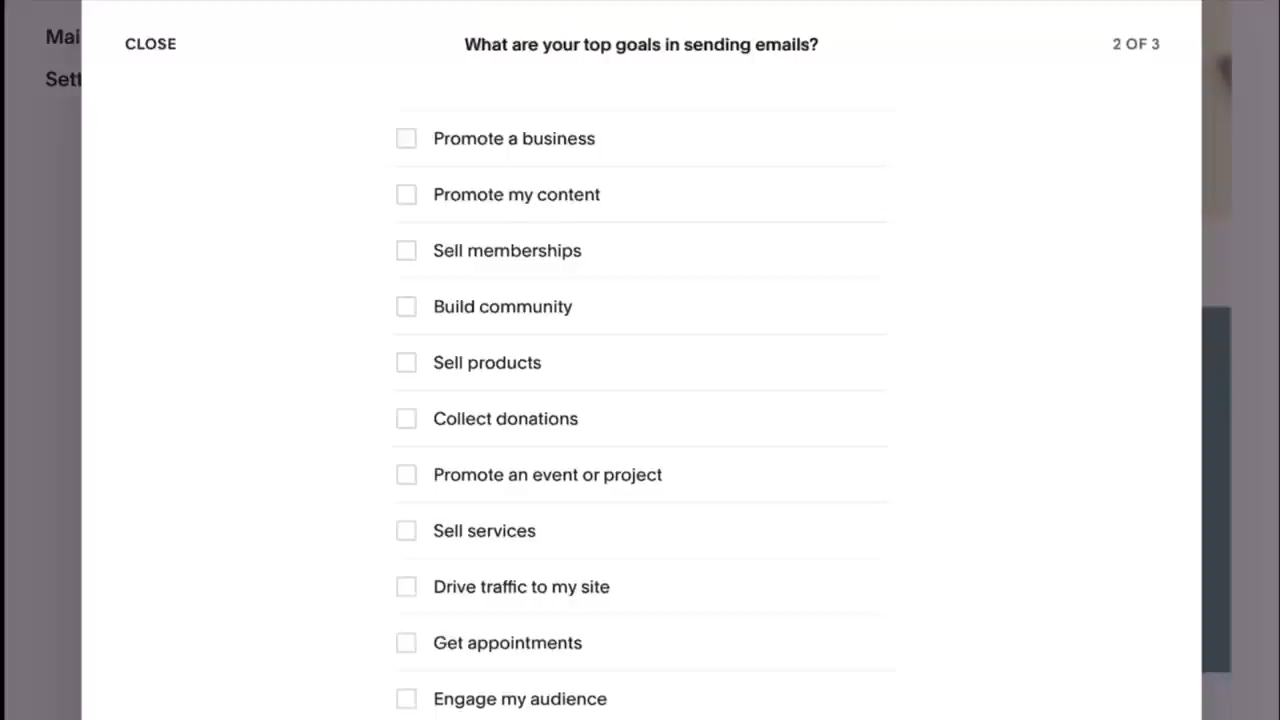 Mai
Sett
CLOSE
What are your top goals in sending emails?
2 OF 3
Promote a business
Promote my content
Sell memberships
Build community
Sell products
Collect donations
Promote an event or project
Sell services
Drive traffic to my site
Get appointments
Engage my audience